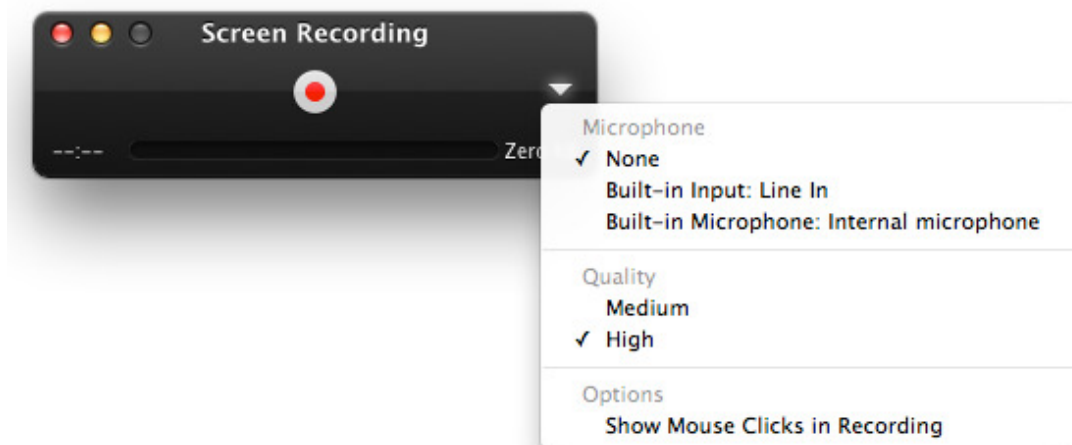 Screen Recording
--:--
Microphone
✓ None
Built-in Input: Line In
Built-in Microphone: Internal microphone
Quality
Medium
✓ High
Options
Show Mouse Clicks in Recording